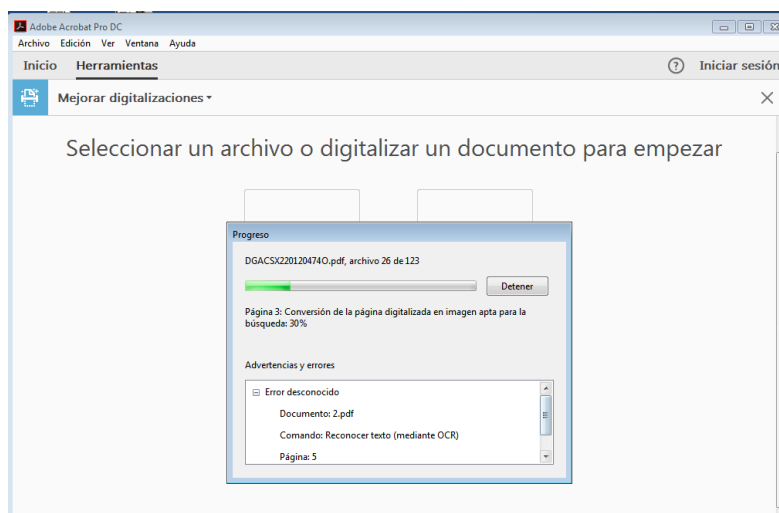 Adobe Acrobat Pro DC
Archivo Edición Ver Ventana Ayuda
Inicio Herramientas ? Iniciar sesión
Mejorar digitalizaciones
Seleccionar un archivo o digitalizar un documento para empezar
Progreso
DGACSX220120474O.pdf, archivo 26 de 123
Detener
Página 3: Conversión de la página digitalizada en imagen apta para la
búsqueda: 30%
Advertencias y errores
Error desconocido
Documento: 2.pdf
Comando: Reconocer texto (mediante OCR)
Página: 5